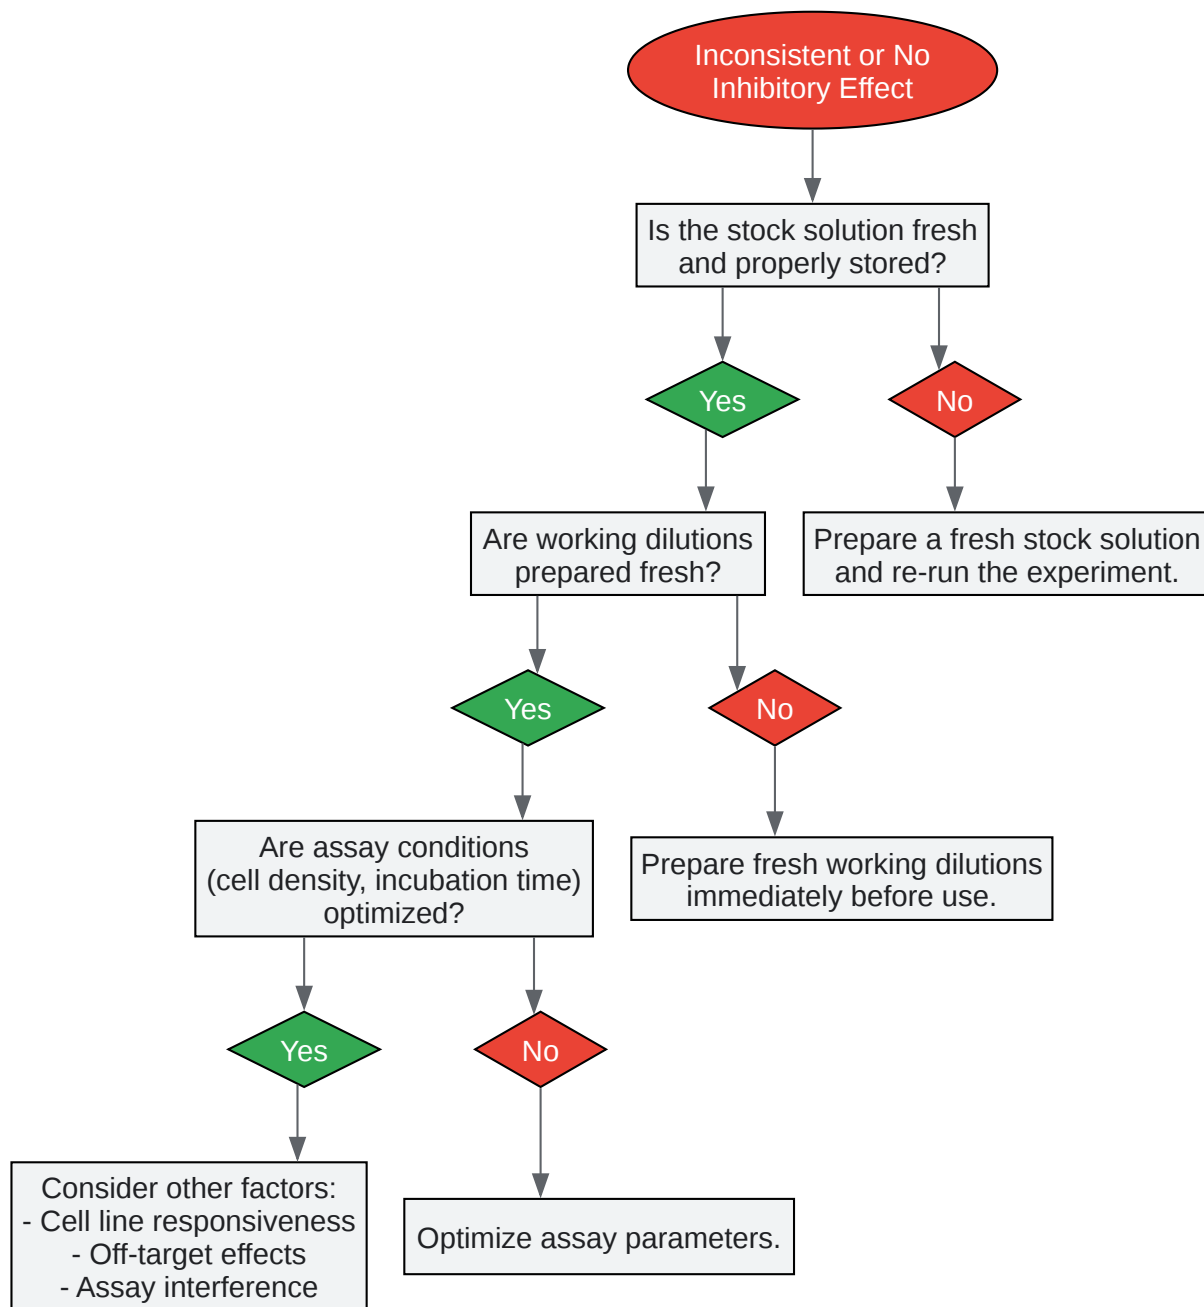 Inconsistent or No
Inhibitory Effect
Is the stock solution fresh
and properly stored?
Yes
No
Are working dilutions
prepared fresh?
Prepare a fresh stock solution
and re-run the experiment.
Yes
No
Are assay conditions
(cell density, incubation time)
optimized?
Prepare fresh working dilutions
immediately before use.
Yes
No
Consider other factors:
- Cell line responsiveness
- Off-target effects
- Assay interference
Optimize assay parameters.